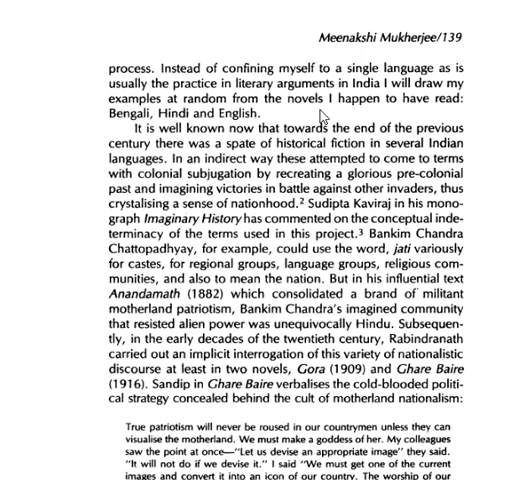 Meenakshi Mukherjee/139
process. Instead of confining myself to a single language as is
usually the practice in literary arguments in India I will draw my
examples at random from the novels I happen to have read:
Bengali, Hindi and English.
It is well known now that towards the end of the previous
century there was a spate of historical fiction in several Indian
languages. In an indirect way these attempted to come to terms
with colonial subjugation by recreating a glorious pre-colonial
past and imagining victories in battle against other invaders, thus
crystalising a sense of nationhood.2 Sudipta Kaviraj in his mono-
graph Imaginary History has commented on the conceptual inde-
terminacy of the terms used in this project.3 Bankim Chandra
Chattopadhyay, for example, could use the word, jati variously
for castes, for regional groups, language groups, religious com-
munities, and also to mean the nation. But in his influential text
Anandamath (1882) which consolidated a brand of militant
motherland patriotism, Bankim Chandra's imagined community
that resisted alien power was unequivocally Hindu. Subsequen-
tly, in the early decades of the twentieth century, Rabindranath
carried out an implicit interrogation of this variety of nationalistic
discourse at least in two novels, Gora (1909) and Ghare Baire
(1916). Sandip in Ghare Baire verbalises the cold-blooded politi-
cal strategy concealed behind the cult of motherland nationalism:
True patriotism will never be roused in our countrymen unless they can
visualise the motherland. We must make a goddess of her. My colleagues
saw the point at once—"Let us devise an appropriate image" they said.
"It will not do if we devise it." I said "We must get one of the current
images and convert it into an icon of our country. The worship of our